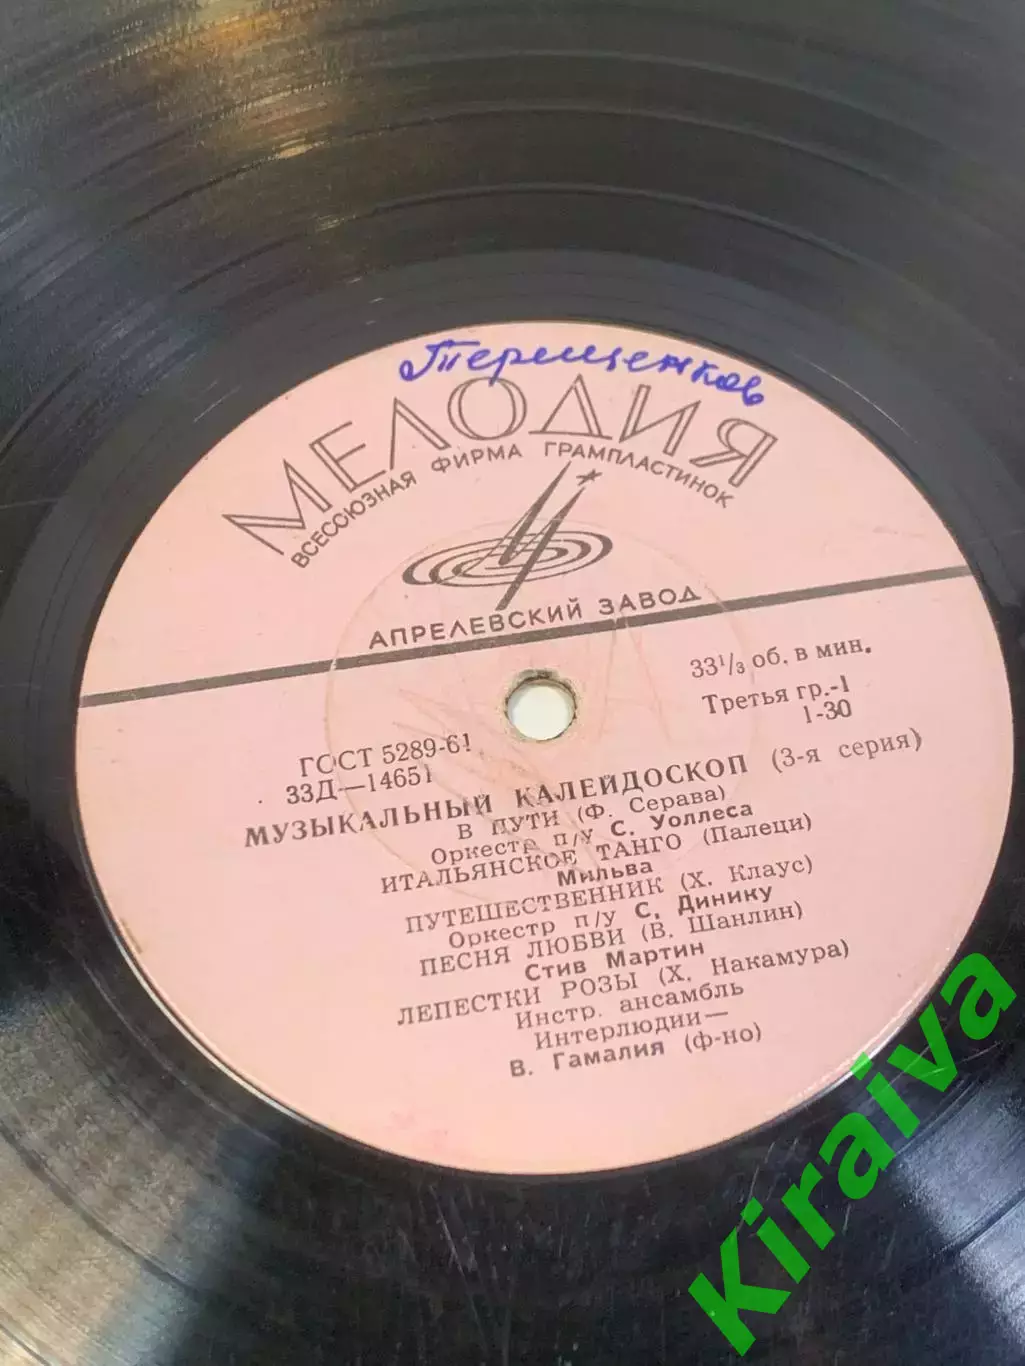 Терещенков
МЕЛОДИЯ
ВСЕСОЮЗНАЯ ФИРМА ГРАМПЛАСТИНОК
АПРЕЛЕВСКИЙ ЗАВОД
33⅓ об. в мин.
Третья гр.-1
1-30
ГОСТ 5289-61
33Д—14651
МУЗЫКАЛЬНЫЙ КАЛЕЙДОСКОП (3-я серия)
В ПУТИ (Ф. Серава)
Оркестр п/у С. Уоллеса
ИТАЛЬЯНСКОЕ ТАНГО (Палеци)
Мильва
ПУТЕШЕСТВЕННИК (Х. Клаус)
Оркестр п/у С. Динику
ПЕСНЯ ЛЮБВИ (В. Шанлин)
Стив Мартин
ЛЕПЕСТКИ РОЗЫ (Х. Накамура)
Инстр. ансамбль
Интерлюдии—
В. Гамалия (ф-но)
Kiraiva